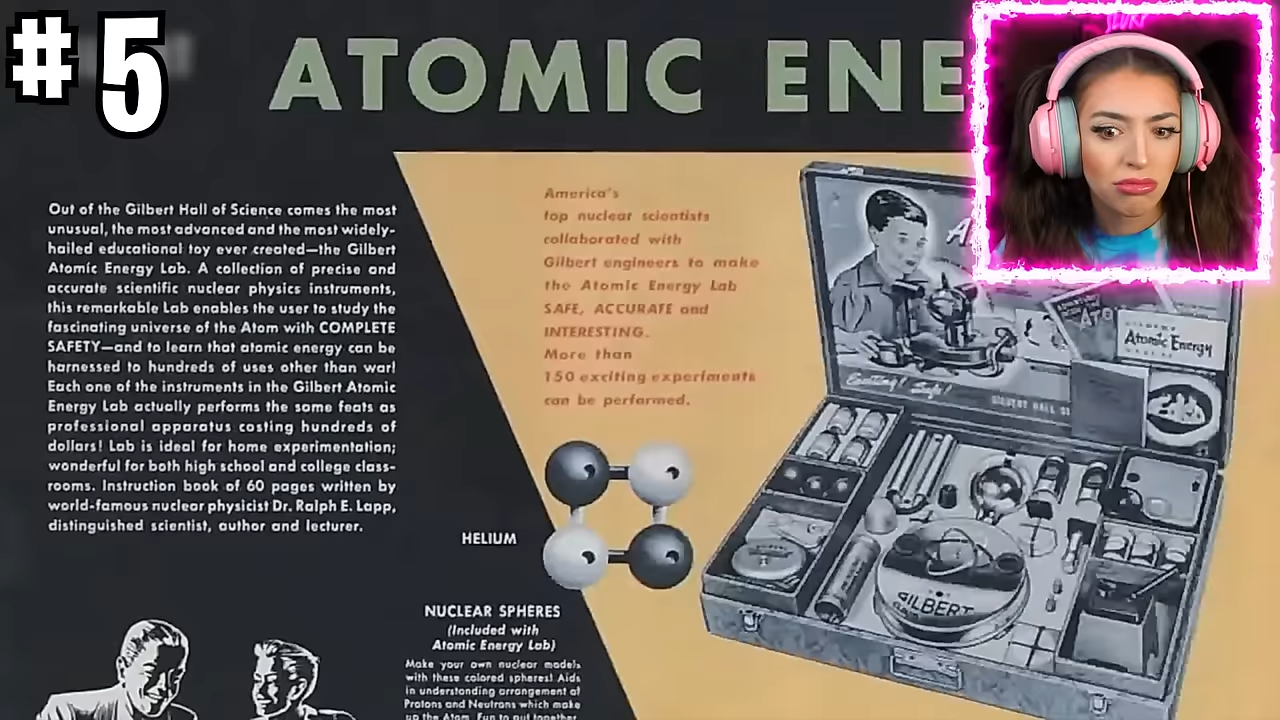 #5
ATOMIC ENE
Out of the Gilbert Hall of Science comes the most
unusual, the most advanced and the most widely-
hailed educational toy ever created—the Gilbert
Atomic Energy Lab. A collection of precise and
accurate scientific nuclear physics instruments,
this remarkable Lab enables the user to study the
fascinating universe of the Atom with COMPLETE
SAFETY—and to learn that atomic energy can be
harnessed to hundreds of uses other than war!
Each one of the instruments in the Gilbert Atomic
Energy Lab actually performs the same feats as
professional apparatus costing hundreds of
dollars! Lab is ideal for home experimentation;
wonderful for both high school and college class-
rooms. Instruction book of 60 pages written by
world-famous nuclear physicist Dr. Ralph E. Lapp,
distinguished scientist, author and lecturer.
America's
top nuclear scientists
collaborated with
Gilbert engineers to make
the Atomic Energy Lab
SAFE, ACCURATE and
INTERESTING.
More than
150 exciting experiments
can be performed.
Exciting! Safe!
GILBERT HALL
Atomic Energy
GILBERT
HELIUM
NUCLEAR SPHERES
(Included with
Atomic Energy Lab)
Make your own nuclear models
with these colored spheres! Aids
in understanding arrangement of
Protons and Neutrons which make
up the Atom. Fun to put together.